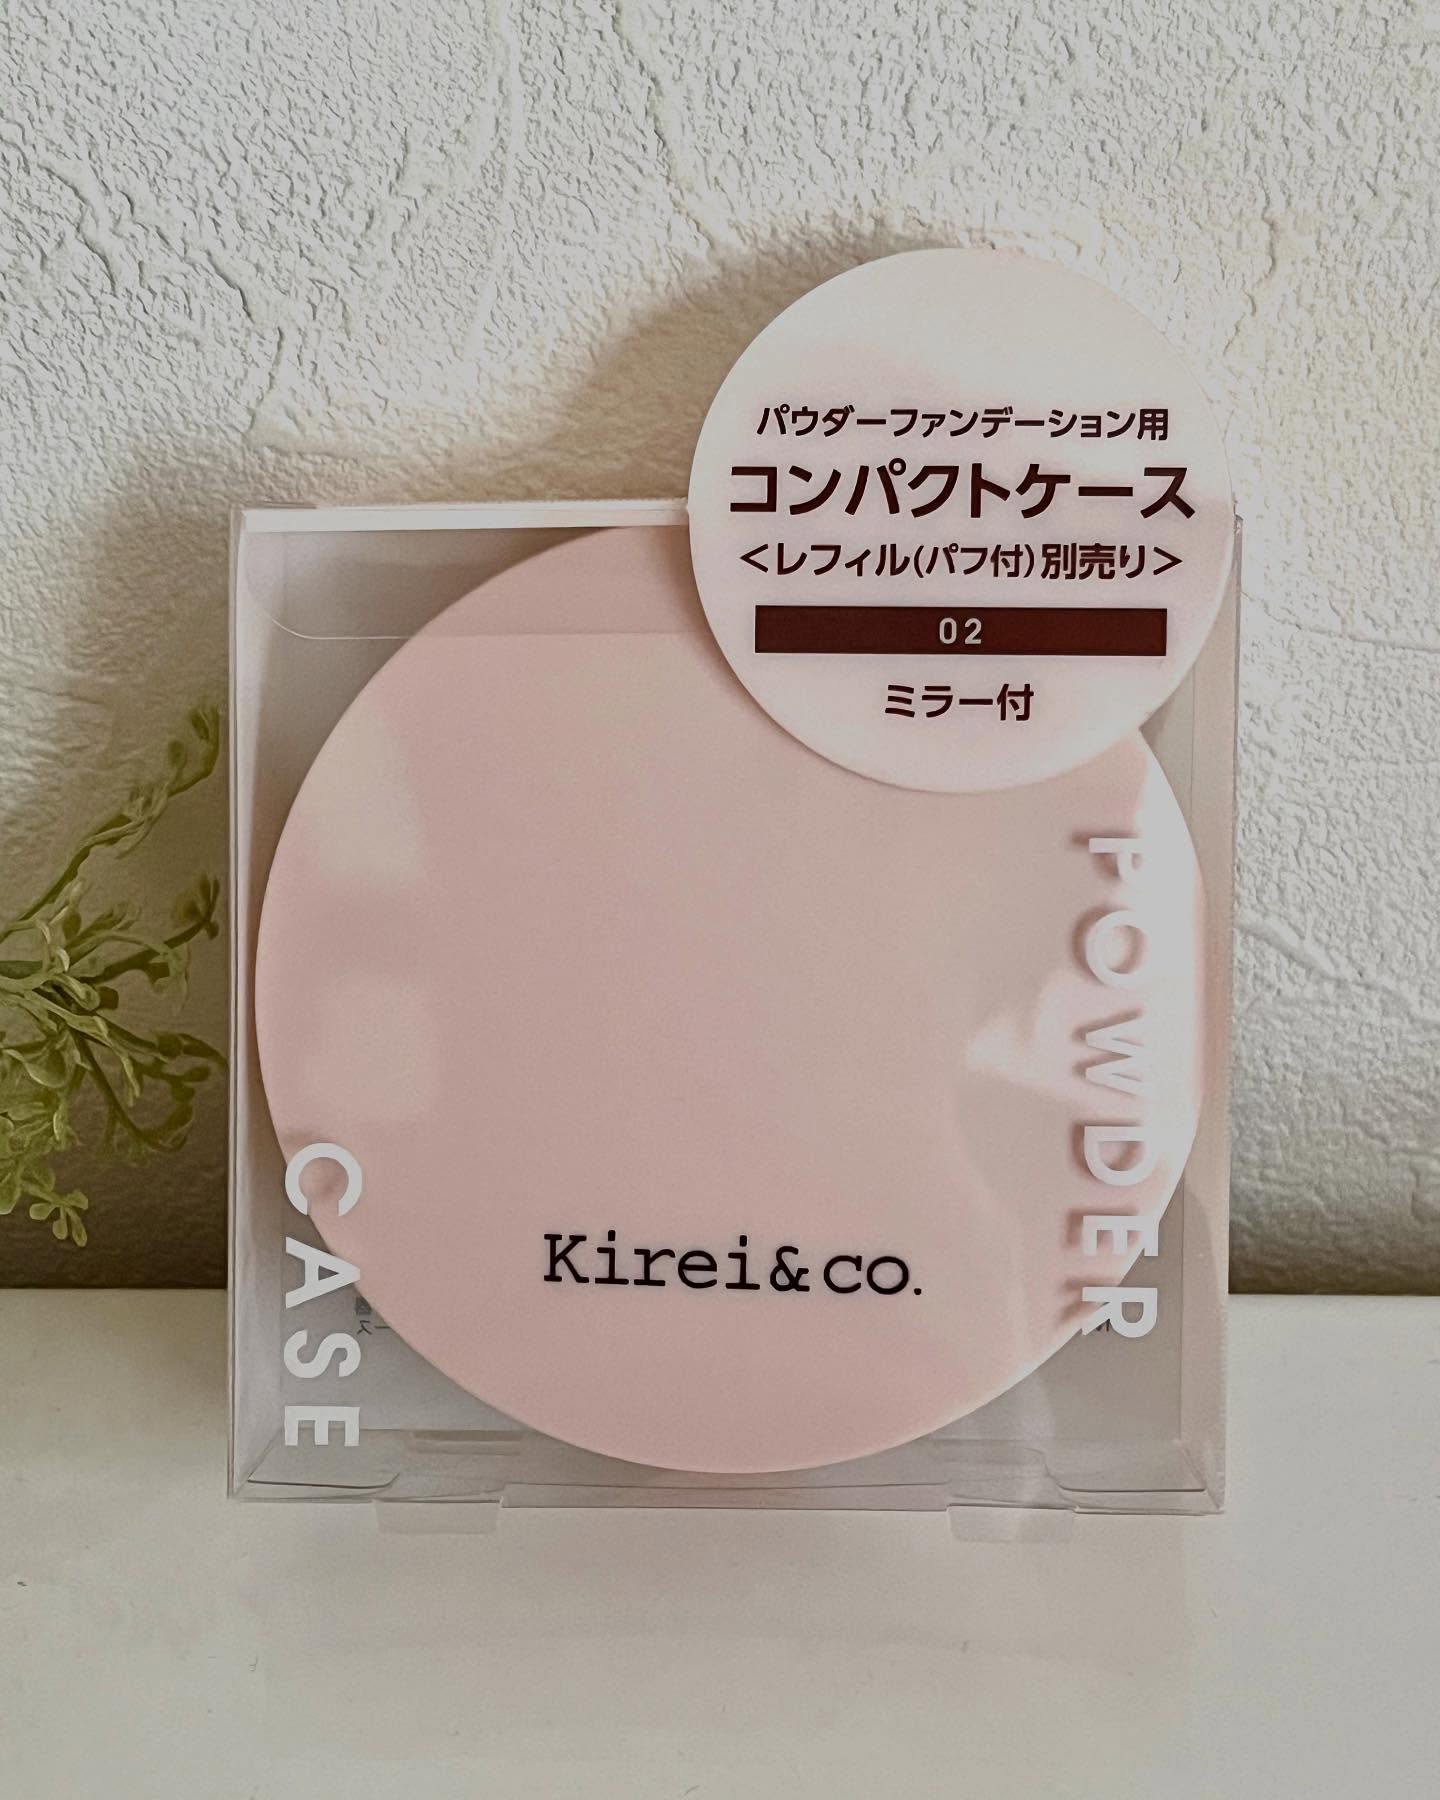 パウダーファンデーション用
コンパクトケース
<レフィル(パフ付)別売り>
02
ミラー付
POWDER
CASE
Kirei&co.